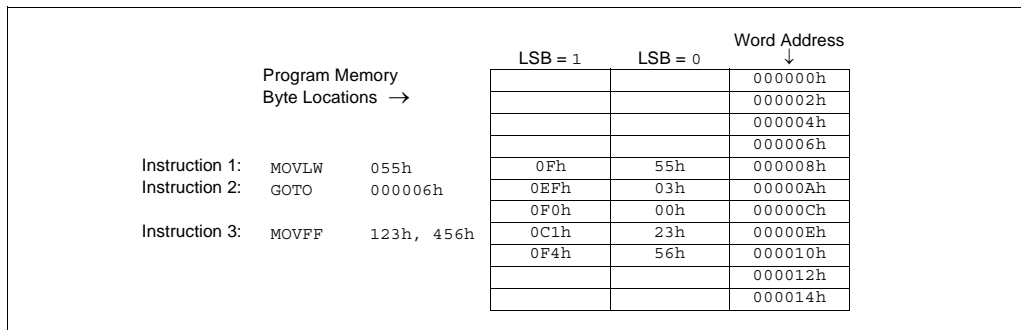 Word Address
LSB = 1 LSB = 0 ↓
Program Memory 000000h
Byte Locations → 000002h
000004h
000006h
Instruction 1: MOVLW 055h 0Fh 55h 000008h
Instruction 2: GOTO 000006h 0EFh 03h 00000Ah
0F0h 00h 00000Ch
Instruction 3: MOVFF 123h, 456h 0C1h 23h 00000Eh
0F4h 56h 000010h
000012h
000014h